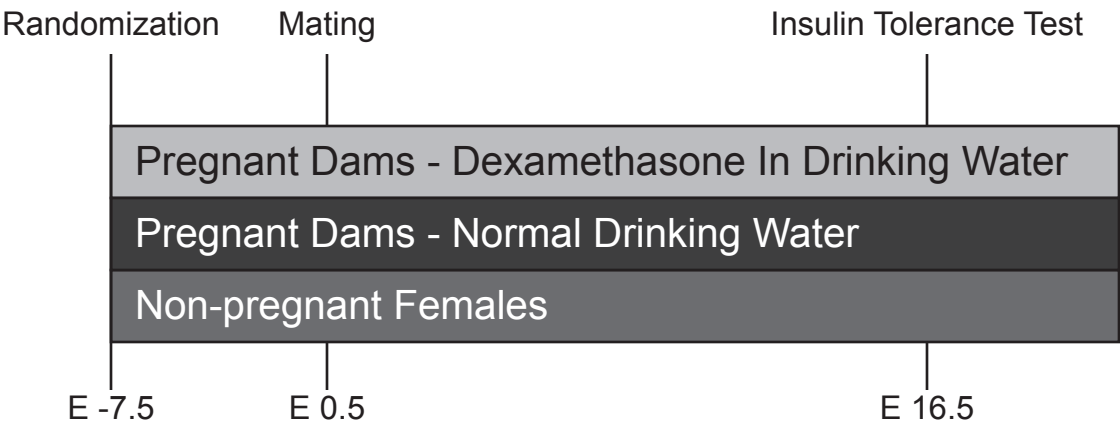 Randomization Mating Insulin Tolerance Test
Pregnant Dams - Dexamethasone In Drinking Water
Pregnant Dams - Normal Drinking Water
Non-pregnant Females
E -7.5 E 0.5 E 16.5